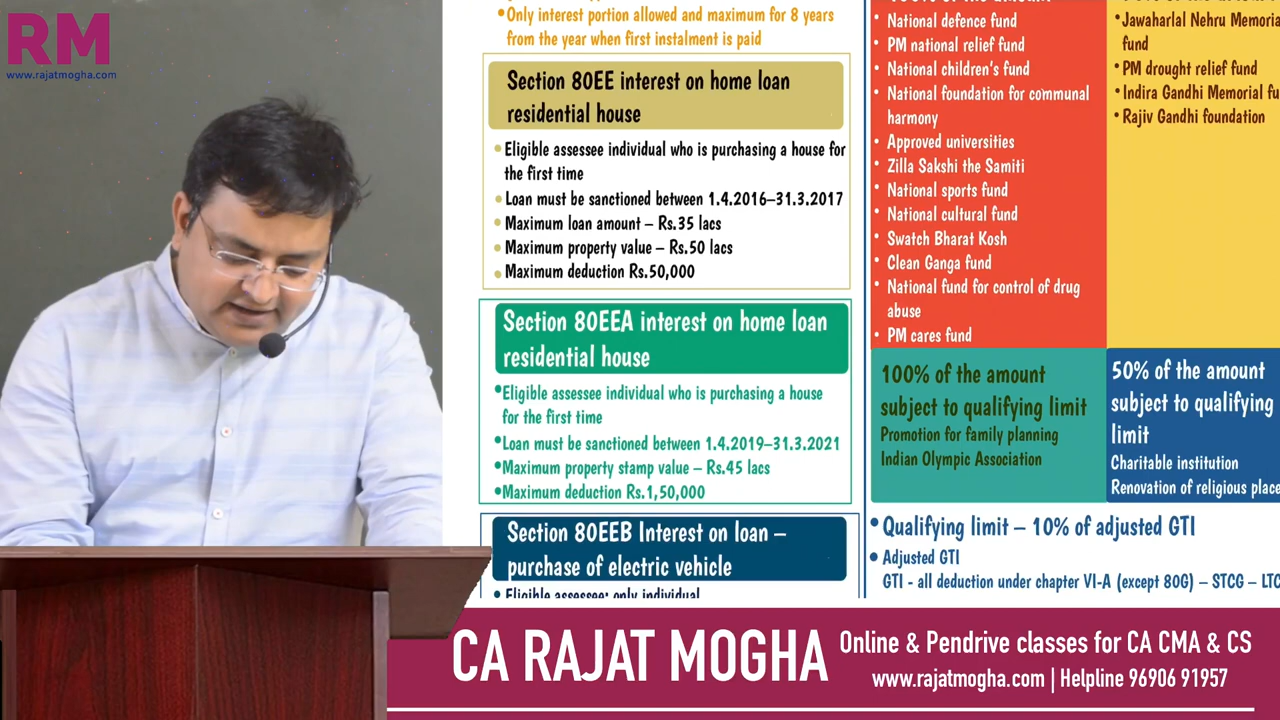 RM
www.rajatmogha.com
•Only interest portion allowed and maximum for 8 years
from the year when first instalment is paid
Section 80EE interest on home loan
residential house
• Eligible assessee individual who is purchasing a house for
the first time
• Loan must be sanctioned between 1.4.2016–31.3.2017
• Maximum loan amount – Rs.35 lacs
• Maximum property value – Rs.50 lacs
• Maximum deduction Rs.50,000
Section 80EEA interest on home loan
residential house
•Eligible assessee individual who is purchasing a house
for the first time
•Loan must be sanctioned between 1.4.2019–31.3.2021
•Maximum property stamp value – Rs.45 lacs
•Maximum deduction Rs.1,50,000
Section 80EEB Interest on loan –
purchase of electric vehicle
• Eligible assessee: only individual
• National defence fund
• PM national relief fund
• National children's fund
• National foundation for communal
harmony
• Approved universities
• Zilla Sakshi the Samiti
• National sports fund
• National cultural fund
• Swatch Bharat Kosh
• Clean Ganga fund
• National fund for control of drug
abuse
• PM cares fund
•Jawaharlal Nehru Memoria
fund
•PM drought relief fund
•Indira Gandhi Memorial fu
•Rajiv Gandhi foundation
100% of the amount
subject to qualifying limit
Promotion for family planning
Indian Olympic Association
50% of the amount
subject to qualifying
limit
Charitable institution
Renovation of religious place
•Qualifying limit – 10% of adjusted GTI
• Adjusted GTI
GTI - all deduction under chapter VI-A (except 80G) – STCG – LTC
CA RAJAT MOGHA
Online & Pendrive classes for CA CMA & CS
www.rajatmogha.com | Helpline 96906 91957